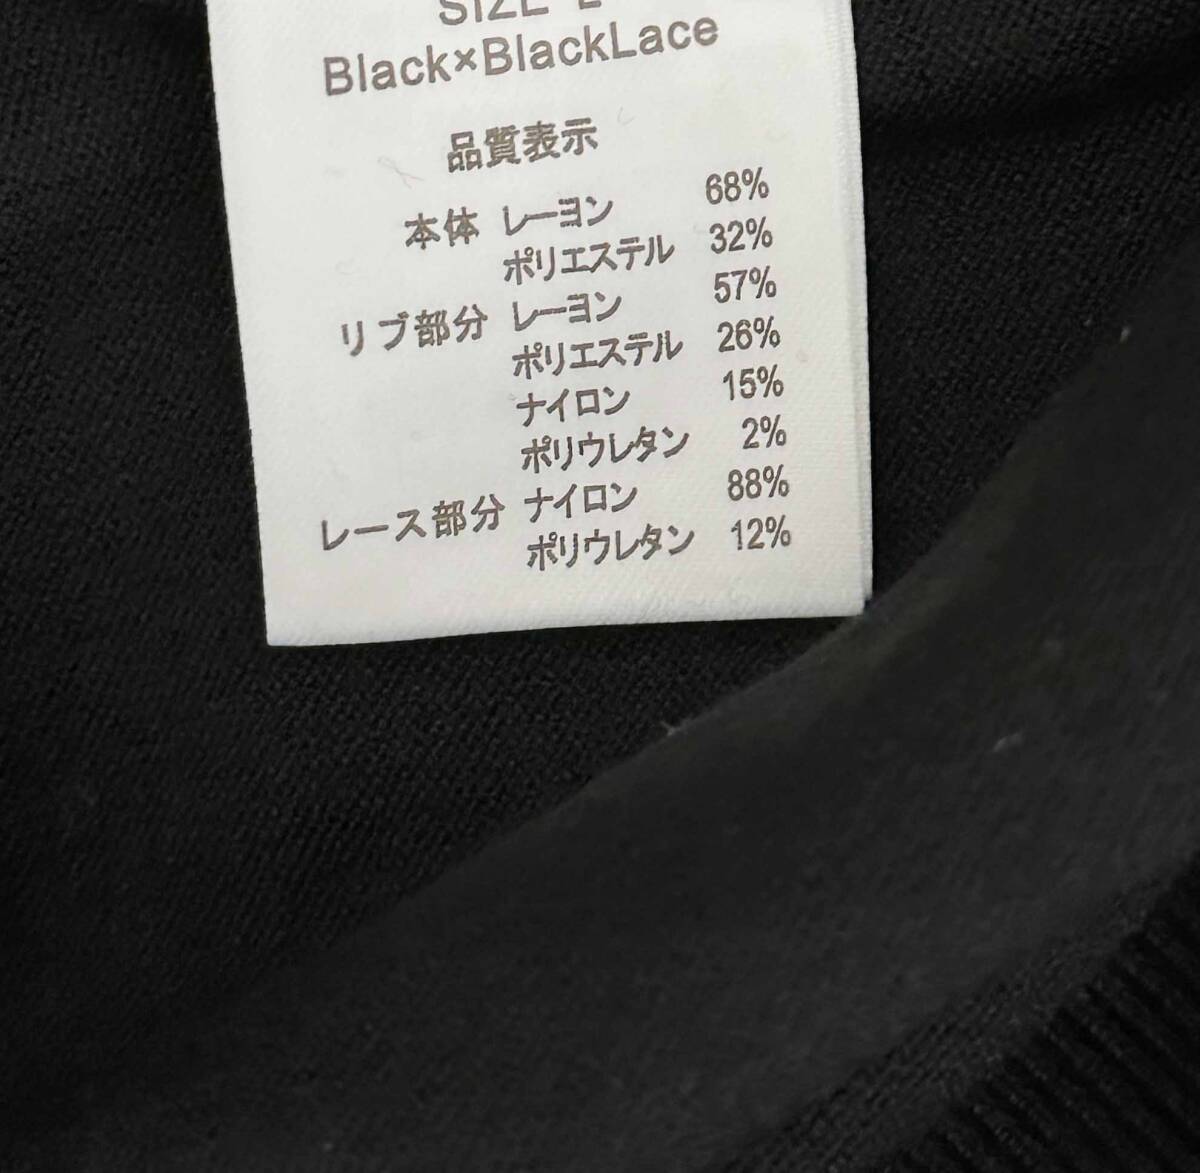 SIZE L
Black×BlackLace
品質表示
本体 レーヨン 68%
ポリエステル 32%
リブ部分 レーヨン 57%
ポリエステル 26%
ナイロン 15%
ポリウレタン 2%
レース部分 ナイロン 88%
ポリウレタン 12%